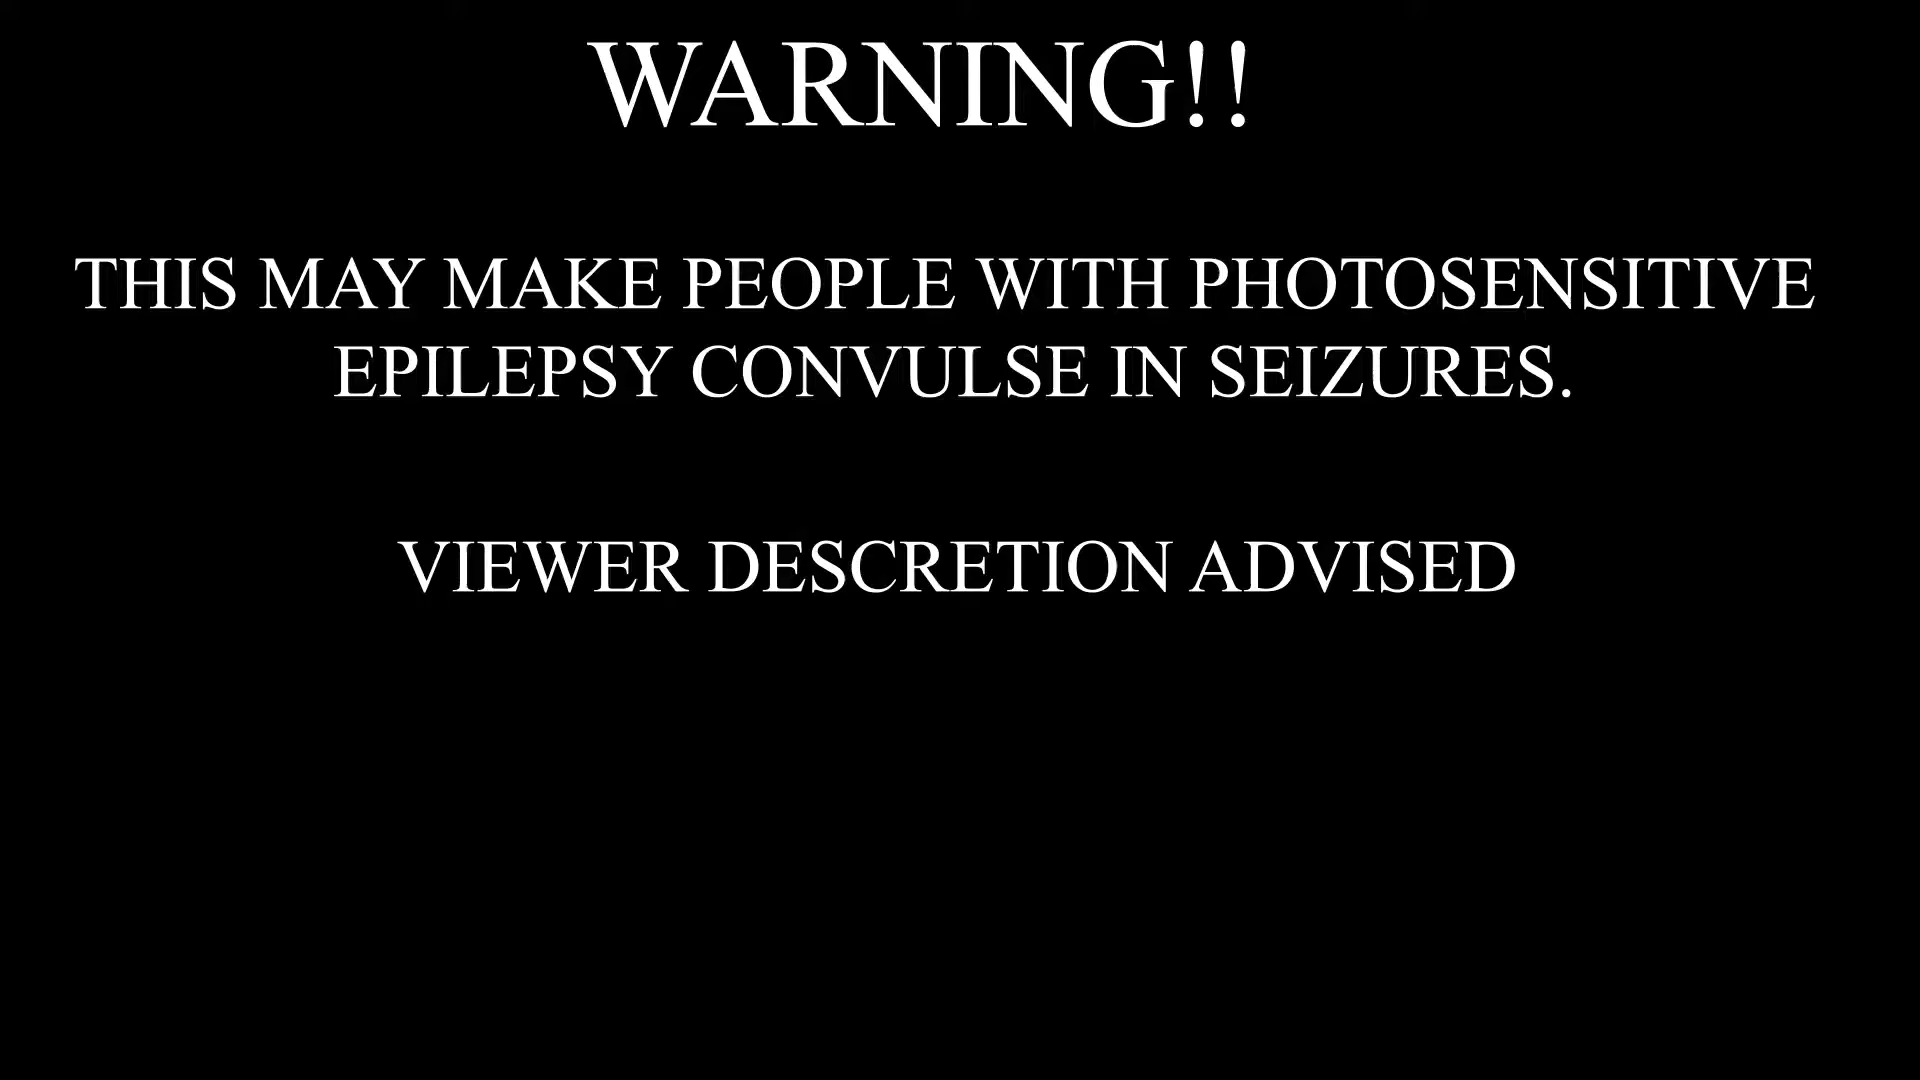 WARNING!!
THIS MAY MAKE PEOPLE WITH PHOTOSENSITIVE
EPILEPSY CONVULSE IN SEIZURES.
VIEWER DESCRETION ADVISED